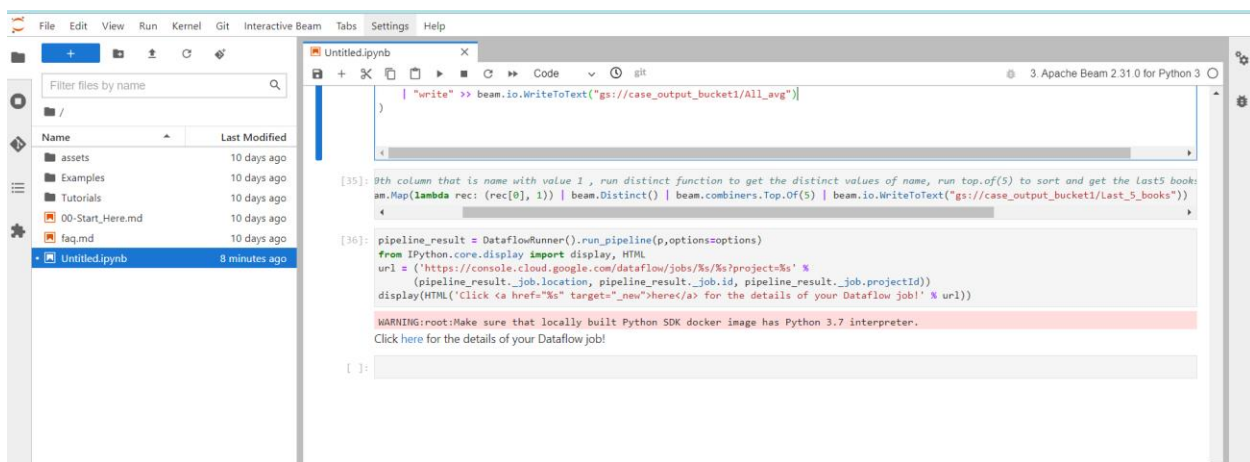 File Edit View Run Kernel Git Interactive Beam Tabs Settings Help
Filter files by name
/
Name Last Modified
assets 10 days ago
Examples 10 days ago
Tutorials 10 days ago
00-Start_Here.md 10 days ago
faq.md 10 days ago
Untitled.ipynb 8 minutes ago
Untitled.ipynb
Code git 3. Apache Beam 2.31.0 for Python 3
| "write" >> beam.io.WriteToText("gs://case_output_bucket1/All_avg")
)
[35]: 0th column that is name with value 1 , run distinct function to get the distinct values of name, run top.of(5) to sort and get the last5 books
am.Map(lambda rec: (rec[0], 1)) | beam.Distinct() | beam.combiners.Top.Of(5) | beam.io.WriteToText("gs://case_output_bucket1/Last_5_books"))
[36]: pipeline_result = DataflowRunner().run_pipeline(p,options=options)
from IPython.core.display import display, HTML
url = ('https://console.cloud.google.com/dataflow/jobs/%s/%s?project=%s' %
(pipeline_result._job.location, pipeline_result._job.id, pipeline_result._job.projectId))
display(HTML('Click <a href="%s" target="_new">here</a> for the details of your Dataflow job!' % url))
WARNING:root:Make sure that locally built Python SDK docker image has Python 3.7 interpreter.
Click here for the details of your Dataflow job!
[ ]: